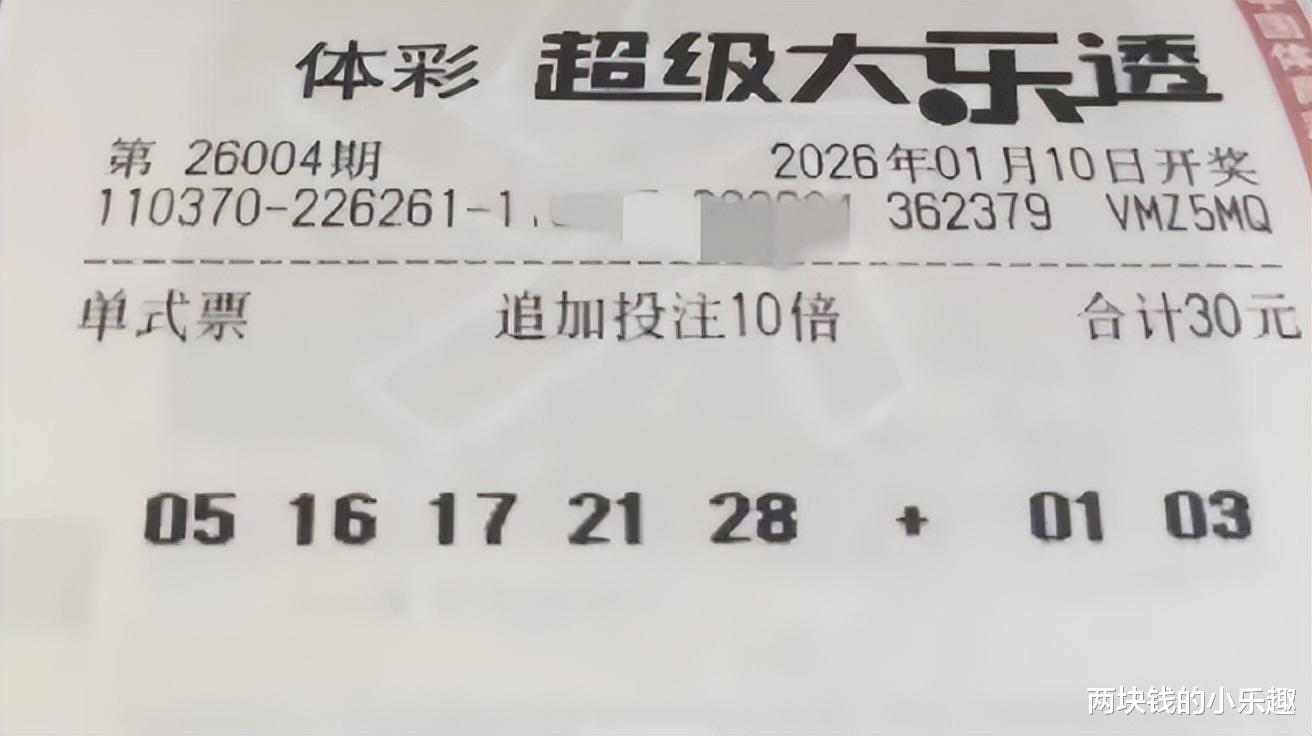 体彩 超级大乐透
第 26004期 2026年01月10日开奖
110370-226261-1 362379 VMZ5MQ
单式票 追加投注10倍 合计30元
05 16 17 21 28 + 01 03
两块钱的小乐趣